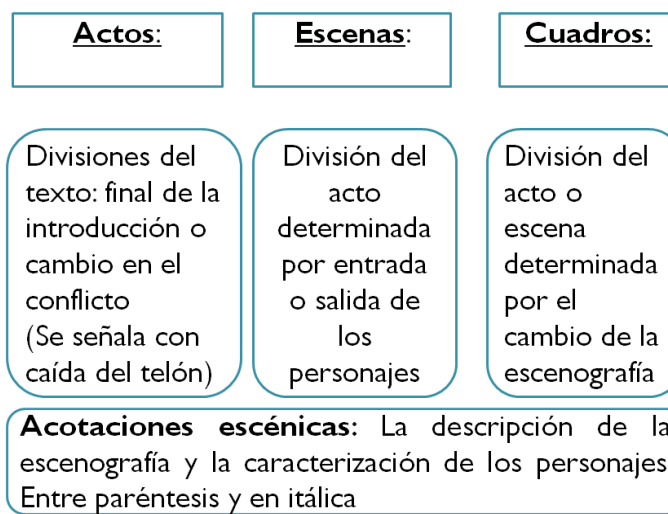 Actos:
Escenas:
Cuadros:
Divisiones del
texto: final de la
introducción o
cambio en el
conflicto
(Se señala con
caída del telón)
División del
acto
determinada
por entrada
o salida de
los
personajes
División del
acto o
escena
determinada
por el
cambio de la
escenografía
Acotaciones escénicas: La descripción de la
escenografía y la caracterización de los personajes
Entre paréntesis y en itálica